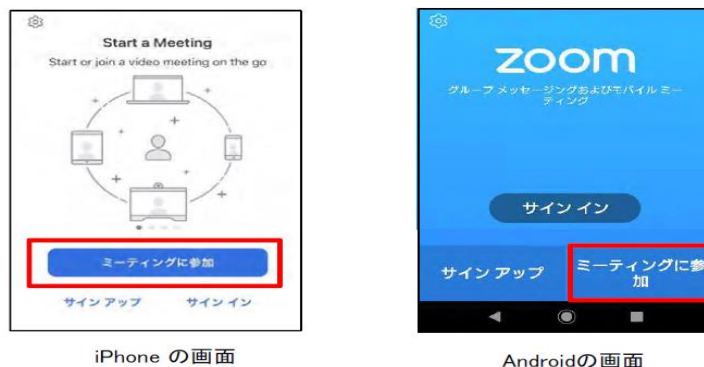 Start a Meeting
Start or join a video meeting on the go
ミーティングに参加
サイン アップ サイン イン
iPhone の画面
zoom
グループ メッセージングおよびモバイル ミー
ティング
サイン イン
サイン アップ
ミーティングに参
加
Androidの画面